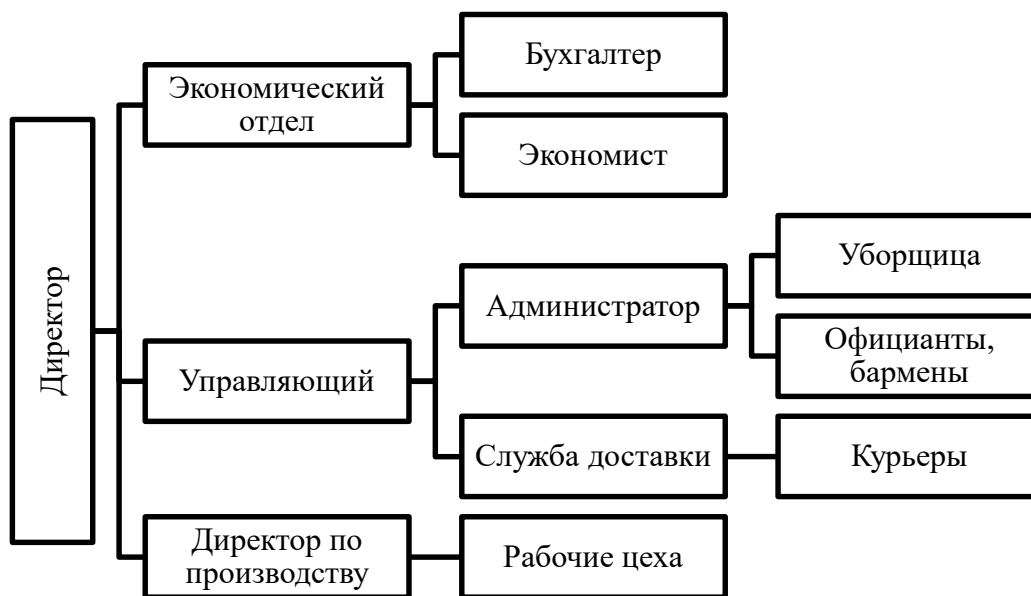 Директор
Экономический
отдел
Бухгалтер
Экономист
Управляющий
Администратор
Уборщица
Официанты,
бармены
Служба доставки
Курьеры
Директор по
производству
Рабочие цеха